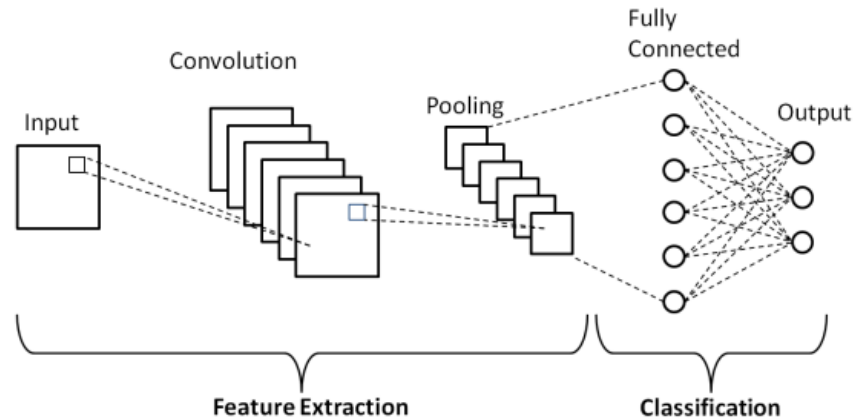 Input
Convolution
Pooling
Fully
Connected
Output
Feature Extraction
Classification